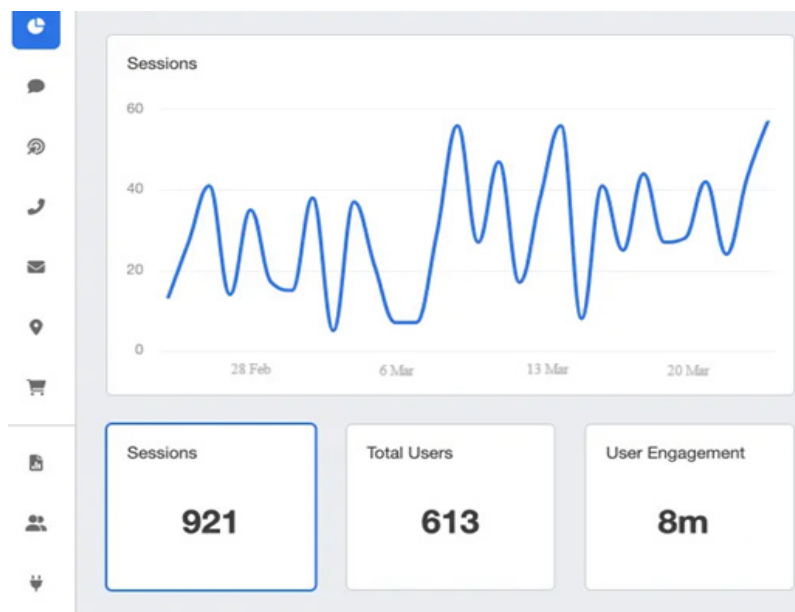 Sessions
60
40
20
0
28 Feb 6 Mar 13 Mar 20 Mar
Sessions Total Users User Engagement
921 613 8m